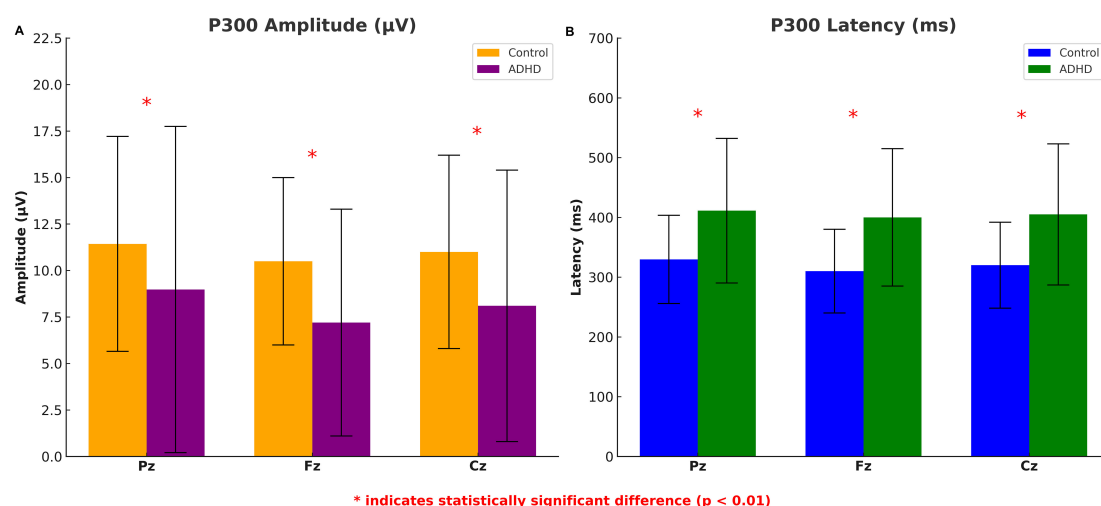 A
P300 Amplitude (µV)
22.5
20.0
17.5
15.0
12.5
10.0
7.5
5.0
2.5
0.0
Amplitude (µV)
Control
ADHD
*
*
*
Pz
Fz
Cz
B
P300 Latency (ms)
700
600
500
400
300
200
100
0
Latency (ms)
Control
ADHD
*
*
*
Pz
Fz
Cz
* indicates statistically significant difference (p < 0.01)